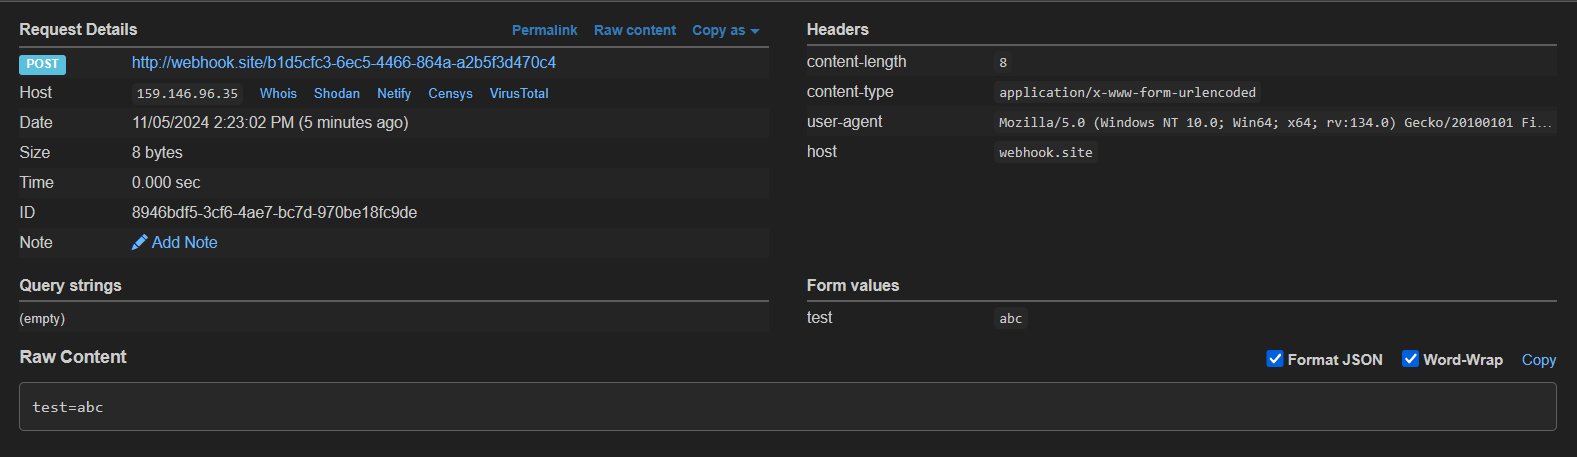 Request Details Permalink Raw content Copy as
POST http://webhook.site/b1d5cfc3-6ec5-4466-864a-a2b5f3d470c4
Host 159.146.96.35 Whois Shodan Netify Censys VirusTotal
Date 11/05/2024 2:23:02 PM (5 minutes ago)
Size 8 bytes
Time 0.000 sec
ID 8946bdf5-3cf6-4ae7-bc7d-970be18fc9de
Note Add Note
Headers
content-length 8
content-type application/x-www-form-urlencoded
user-agent Mozilla/5.0 (Windows NT 10.0; Win64; x64; rv:134.0) Gecko/20100101 Fi...
host webhook.site
Query strings
(empty)
Form values
test abc
Raw Content Format JSON Word-Wrap Copy
test=abc